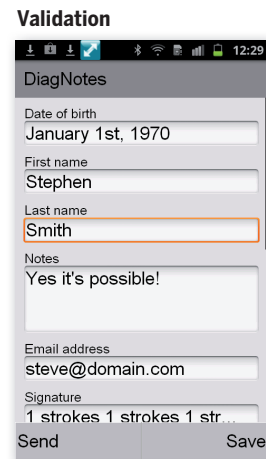 Validation
12:29
DiagNotes
Date of birth
January 1st, 1970
First name
Stephen
Last name
Smith
Notes
Yes it's possible!
Email address
steve@domain.com
Signature
1 strokes 1 strokes 1 str...
Send Save